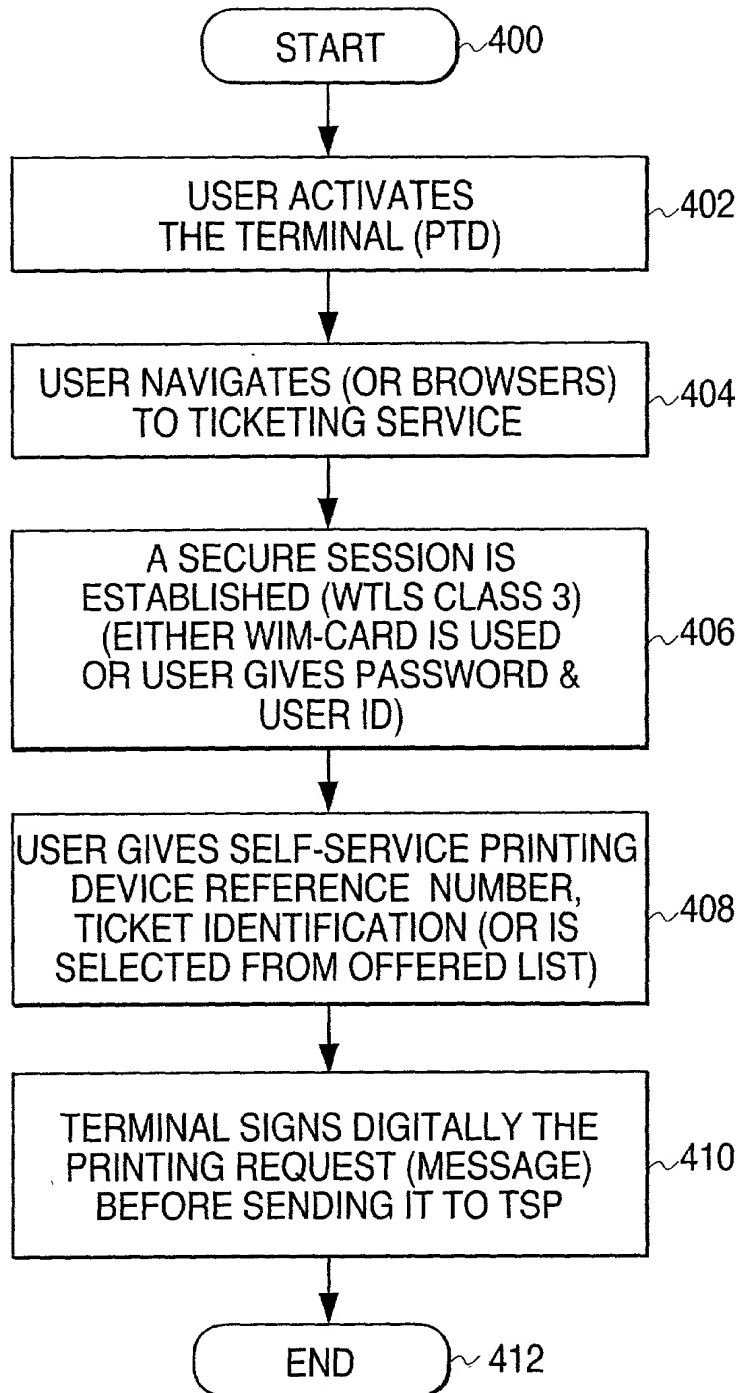 START
400
USER ACTIVATES
THE TERMINAL (PTD)
402
USER NAVIGATES (OR BROWSERS)
TO TICKETING SERVICE
404
A SECURE SESSION IS
ESTABLISHED (WTLS CLASS 3)
(EITHER WIM-CARD IS USED
OR USER GIVES PASSWORD &
USER ID)
406
USER GIVES SELF-SERVICE PRINTING
DEVICE REFERENCE NUMBER,
TICKET IDENTIFICATION (OR IS
SELECTED FROM OFFERED LIST)
408
TERMINAL SIGNS DIGITALLY THE
PRINTING REQUEST (MESSAGE)
BEFORE SENDING IT TO TSP
410
END
412